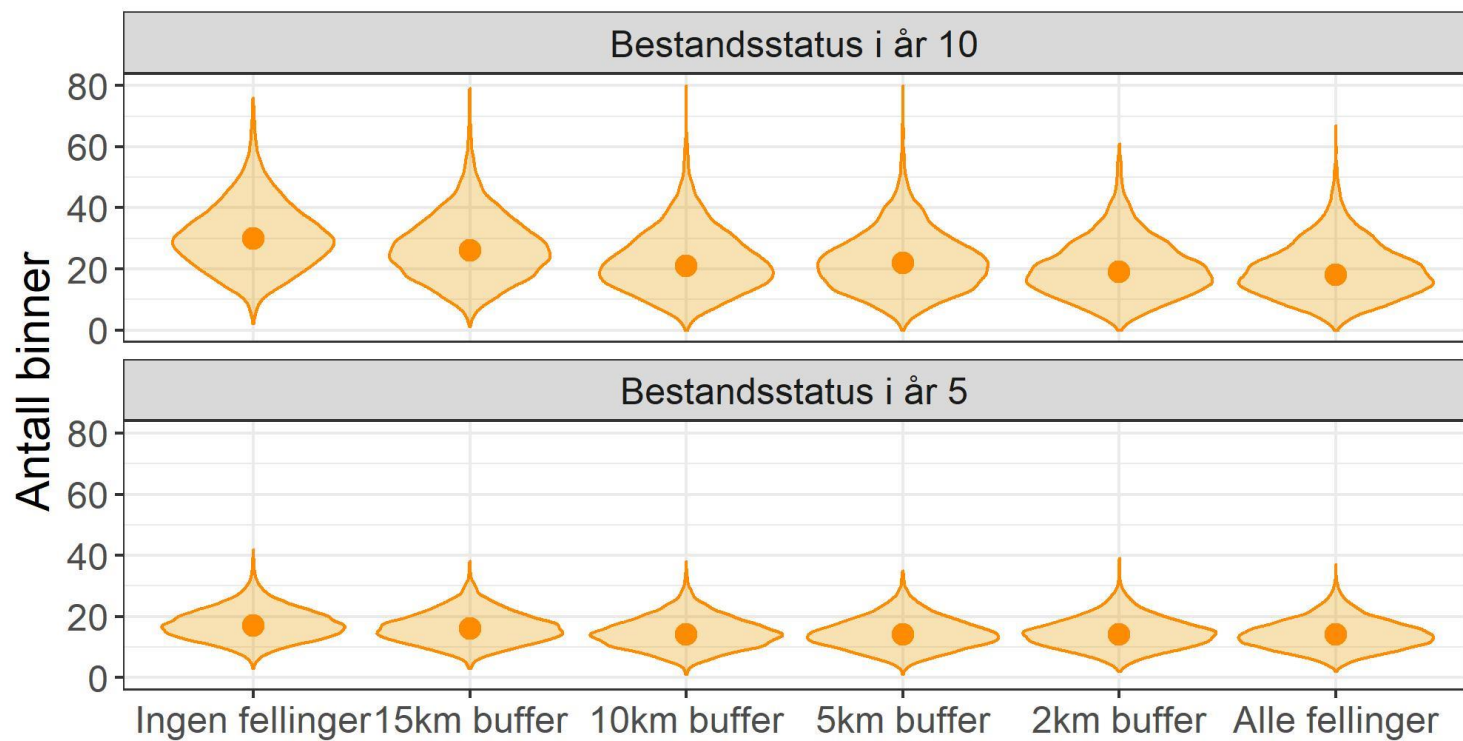 Bestandsstatus i år 10
80
60
40
20
0
Antall binner
Bestandsstatus i år 5
80
60
40
20
0
Ingen fellinger 15km buffer 10km buffer 5km buffer 2km buffer Alle fellinger